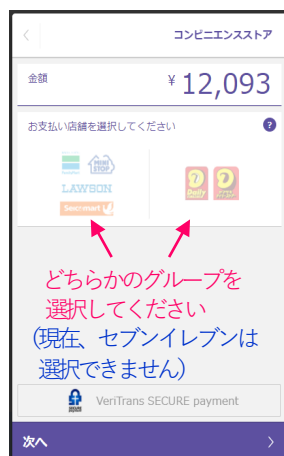 コンビニエンスストア
金額
¥ 12,093
お支払い店舗を選択してください ?
MINI STOP
LAWSON
Seicomart
Daily
どちらかのグループを
選択してください
(現在、セブンイレブンは
選択できません)
VeriTrans SECURE payment
次へ